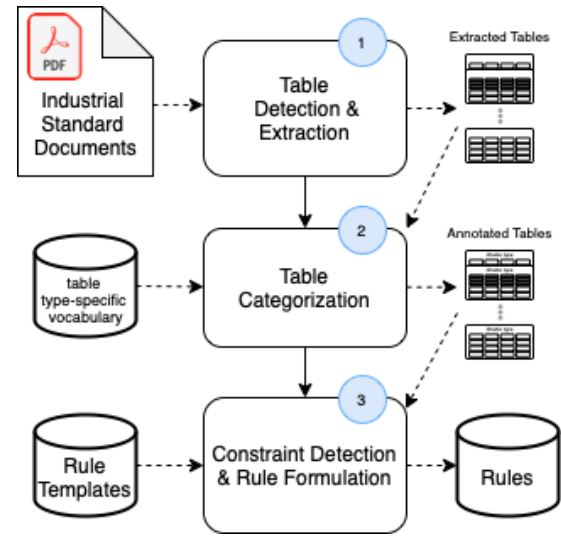 PDF
Industrial
Standard
Documents
1
Table
Detection &
Extraction
Extracted Tables
2
Table
Categorization
table
type-specific
vocabulary
Annotated Tables
3
Constraint Detection
& Rule Formulation
Rule
Templates
Rules